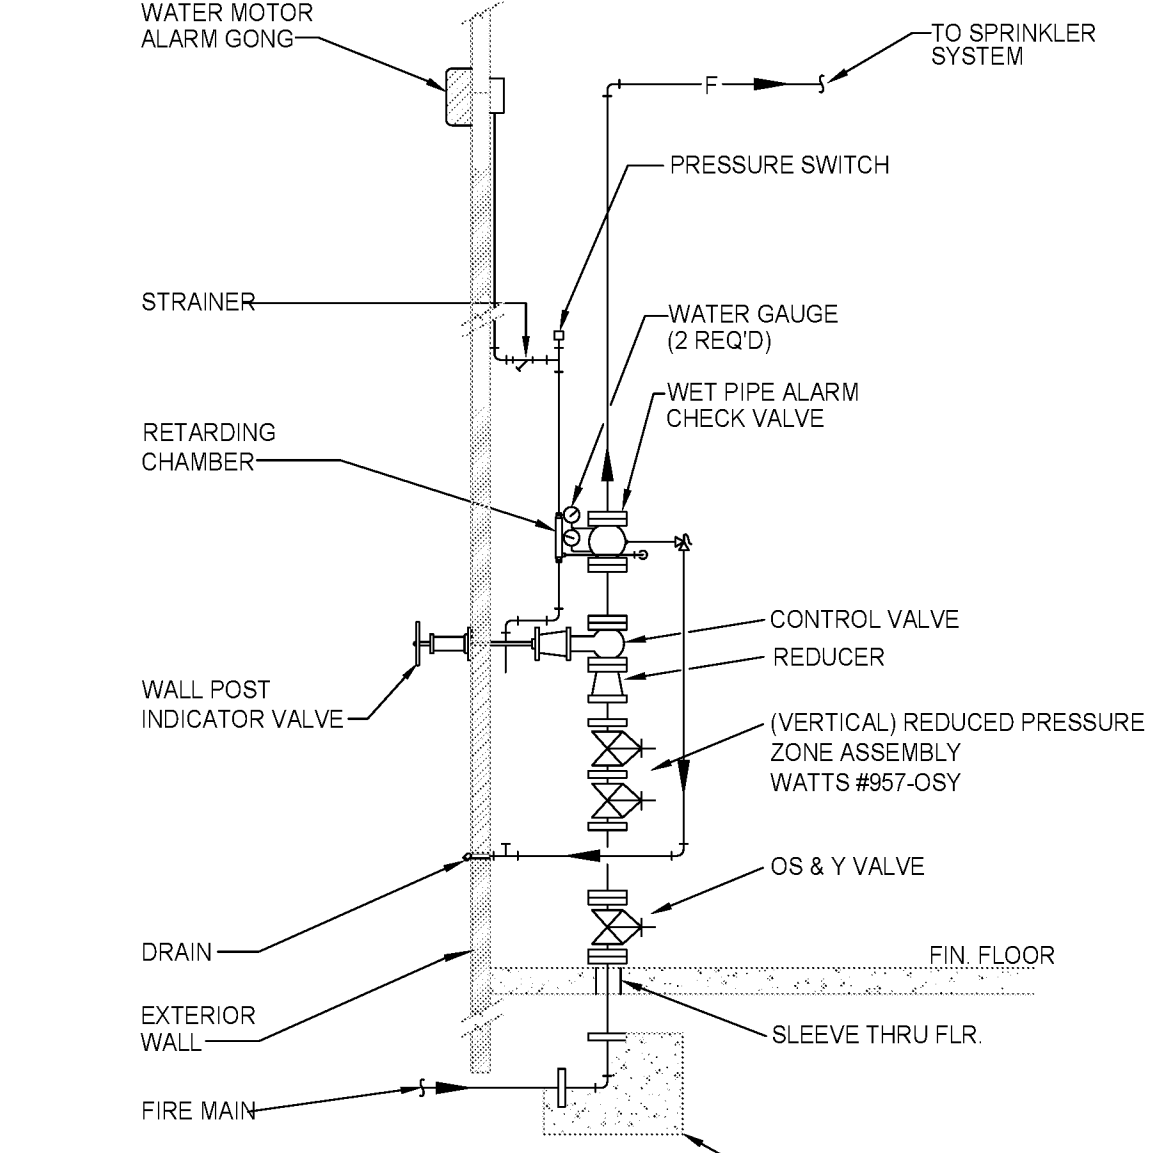 WATER MOTOR
ALARM GONG
TO SPRINKLER
SYSTEM
F
PRESSURE SWITCH
STRAINER
WATER GAUGE
(2 REQ'D)
WET PIPE ALARM
CHECK VALVE
RETARDING
CHAMBER
CONTROL VALVE
REDUCER
WALL POST
INDICATOR VALVE
(VERTICAL) REDUCED PRESSURE
ZONE ASSEMBLY
WATTS #957-OSY
OS & Y VALVE
DRAIN
FIN. FLOOR
EXTERIOR
WALL
SLEEVE THRU FLR.
FIRE MAIN